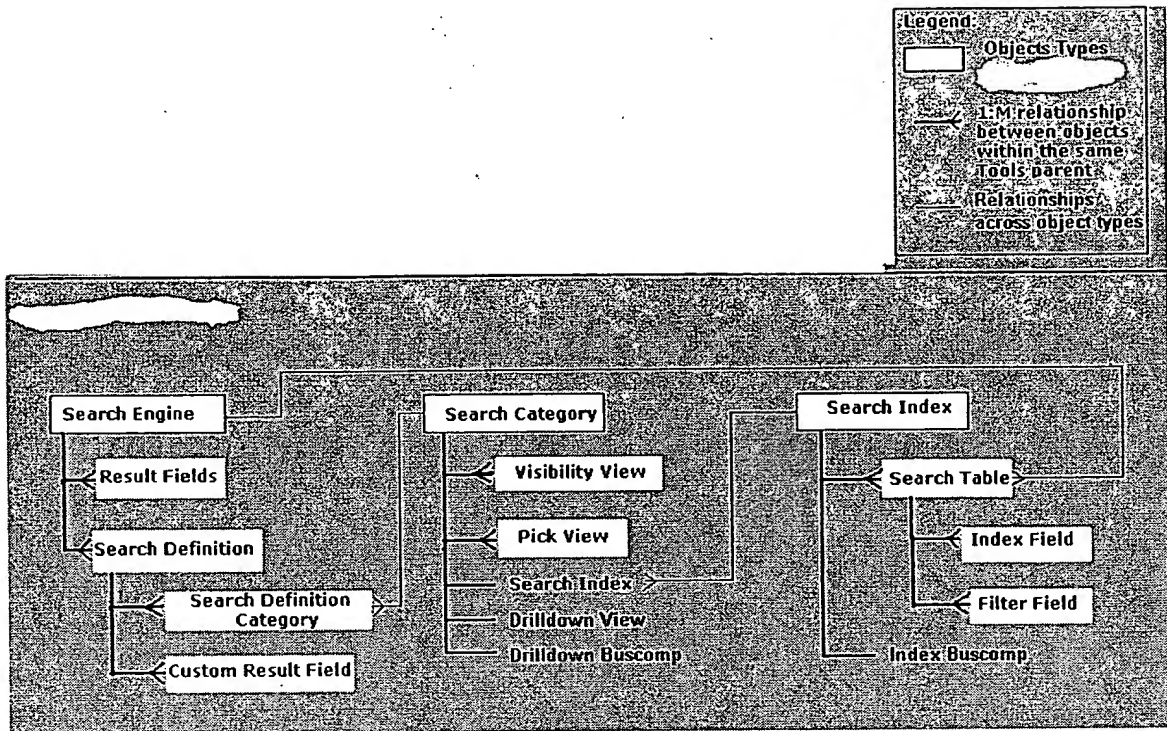 Legend:
Objects Types
1:M relationship
between objects
within the same
Tools parent
Relationships
across object types
Search Engine
Result Fields
Search Definition
Search Definition
Category
Custom Result Field
Search Category
Visibility View
Pick View
Search Index
Drilldown View
Drilldown Buscomp
Search Index
Search Table
Index Field
Filter Field
Index Buscomp